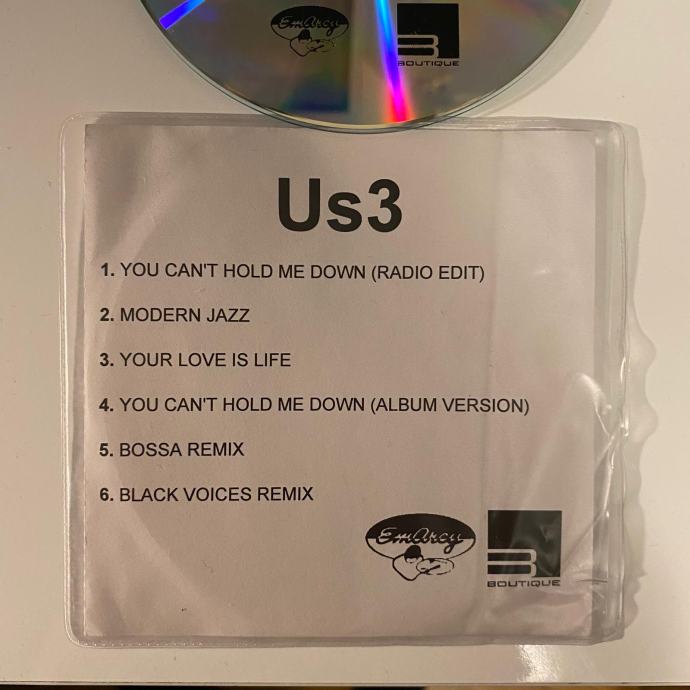 EmArcy
BOUTIQUE
Us3
1. YOU CAN'T HOLD ME DOWN (RADIO EDIT)
2. MODERN JAZZ
3. YOUR LOVE IS LIFE
4. YOU CAN'T HOLD ME DOWN (ALBUM VERSION)
5. BOSSA REMIX
6. BLACK VOICES REMIX
EmArcy
BOUTIQUE